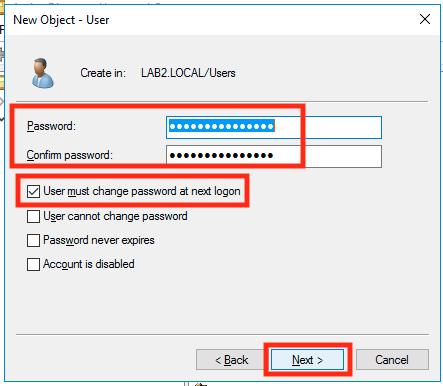 New Object - User
Create in: LAB2.LOCAL/Users
Password: ●●●●●●●●●●●●●●●
Confirm password: ●●●●●●●●●●●●●●●
User must change password at next logon
User cannot change password
Password never expires
Account is disabled
< Back Next > Cancel